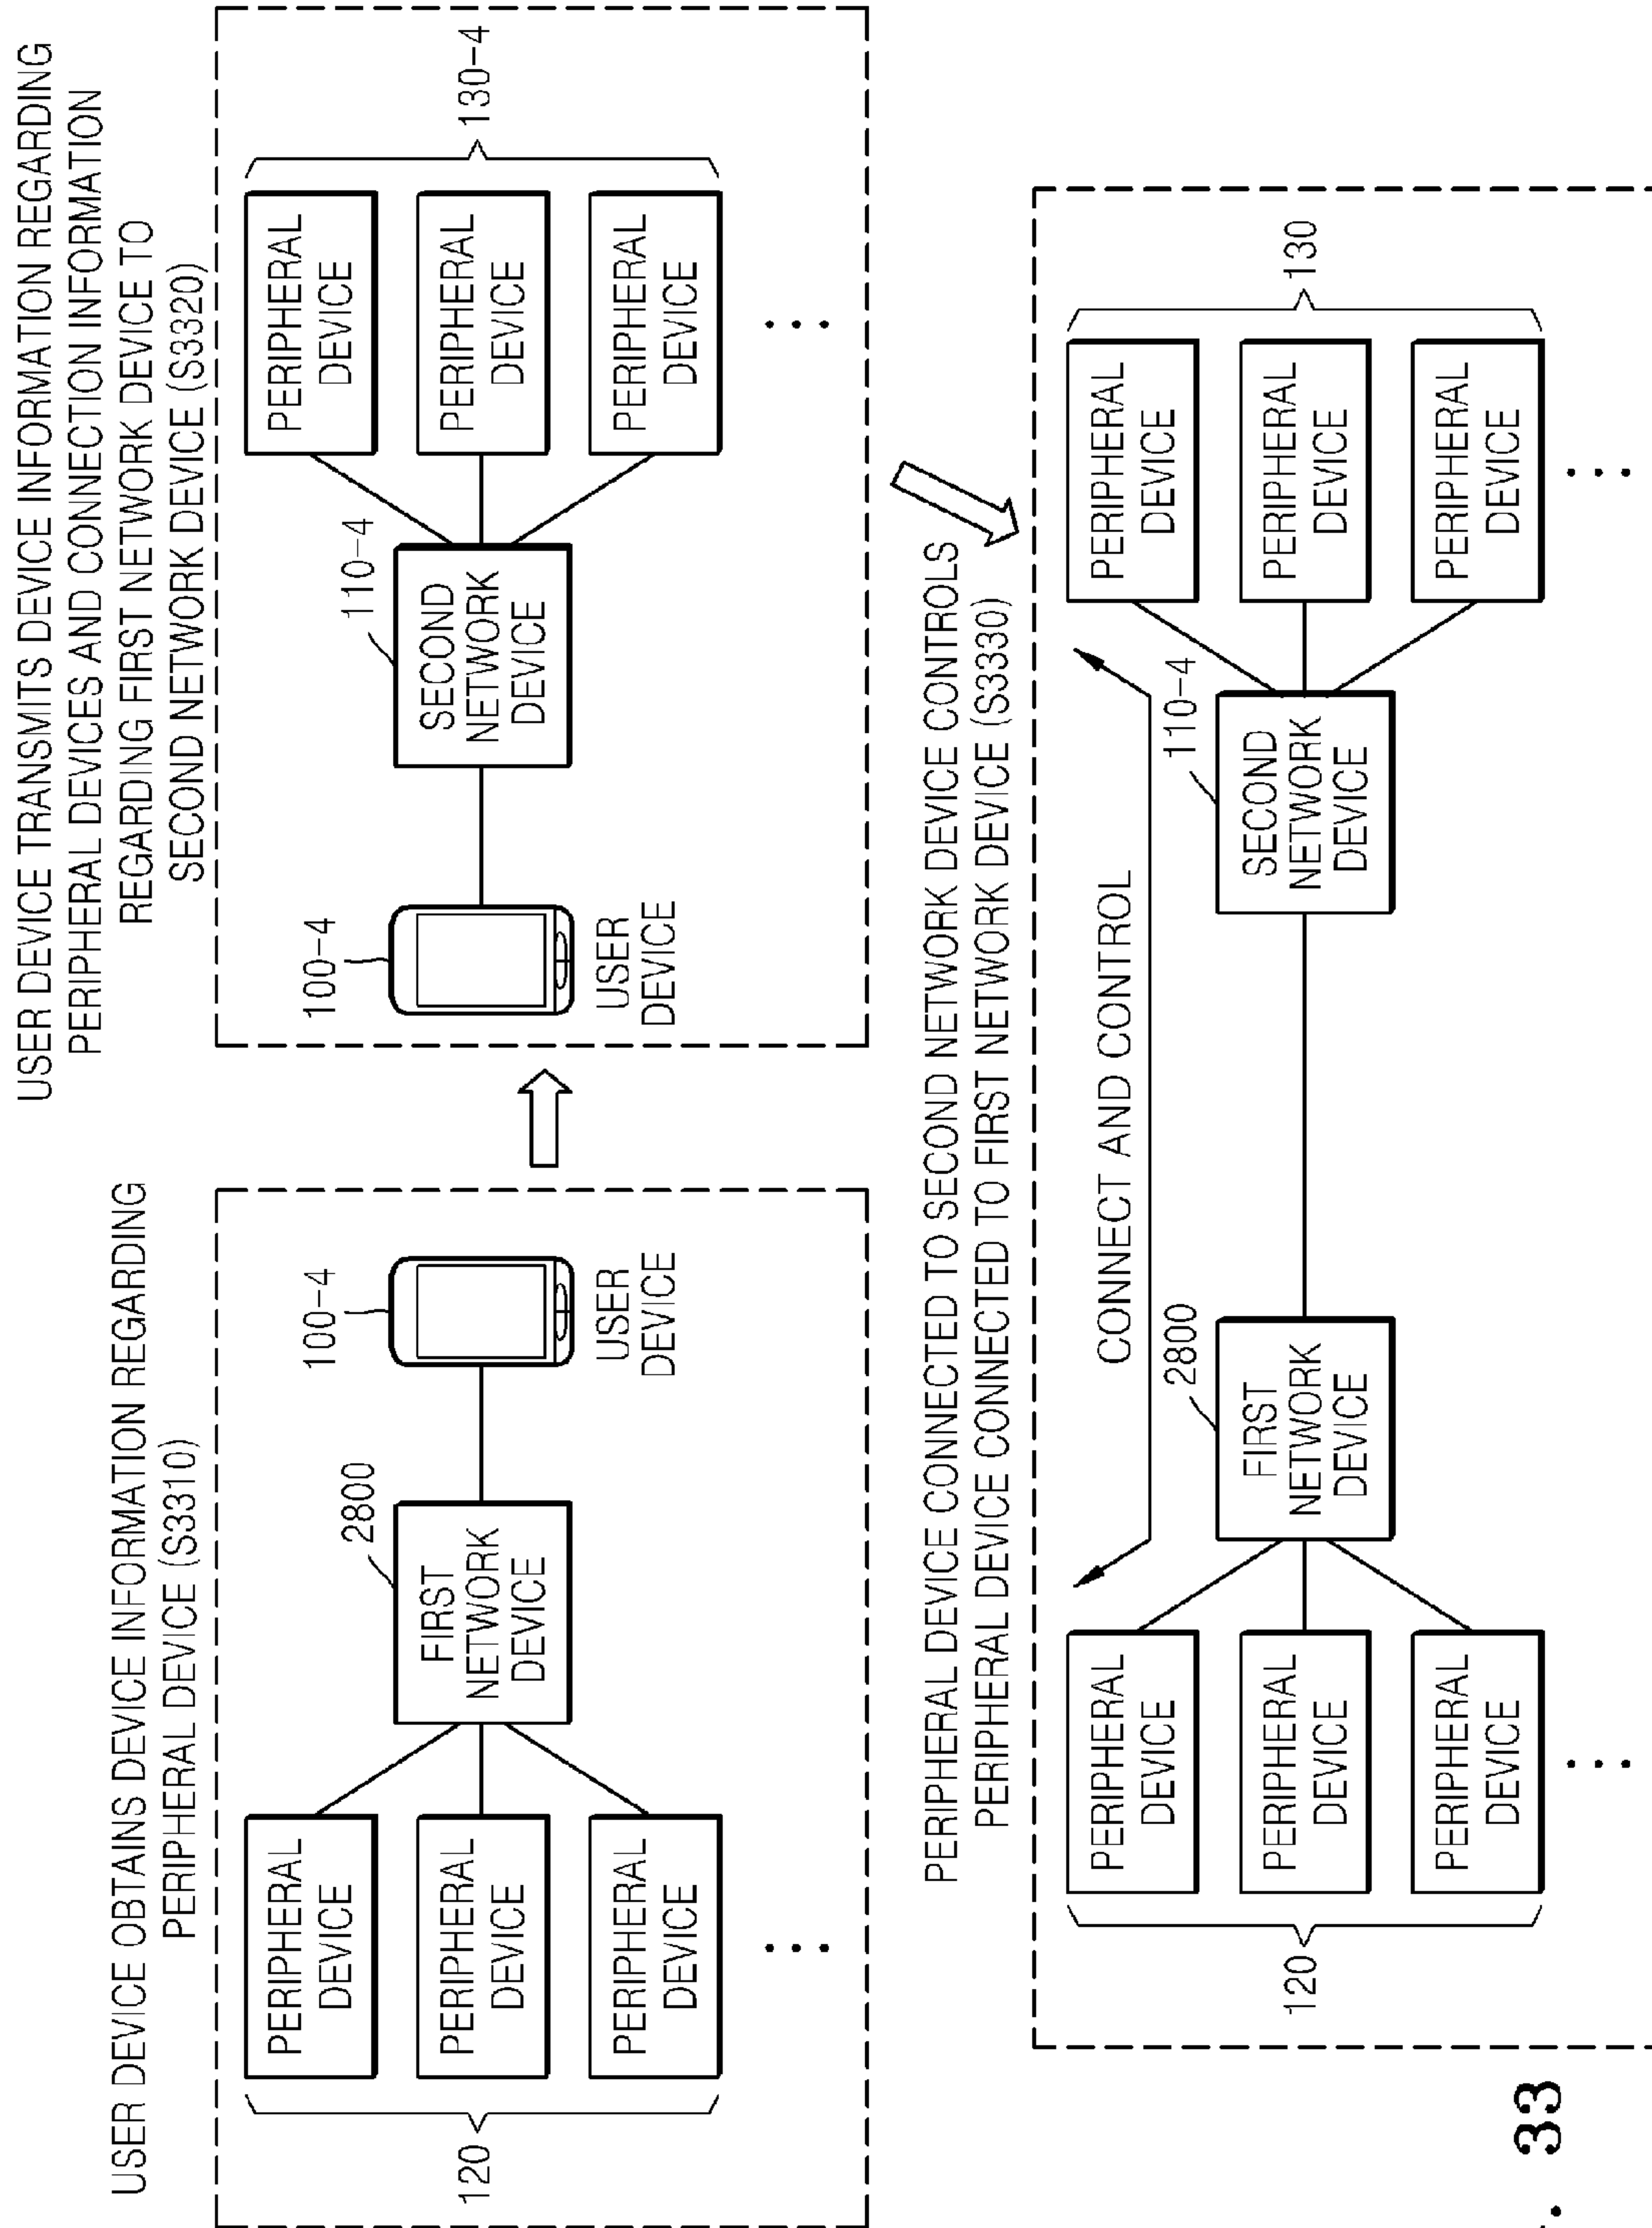 USER DEVICE OBTAINS DEVICE INFORMATION REGARDING
PERIPHERAL DEVICE (S3310)
120
PERIPHERAL
DEVICE
PERIPHERAL
DEVICE
PERIPHERAL
DEVICE
...
2800
FIRST
NETWORK
DEVICE
100-4
USER
DEVICE
USER DEVICE TRANSMITS DEVICE INFORMATION REGARDING
PERIPHERAL DEVICES AND CONNECTION INFORMATION
REGARDING FIRST NETWORK DEVICE TO
SECOND NETWORK DEVICE (S3320)
100-4
USER
DEVICE
110-4
SECOND
NETWORK
DEVICE
PERIPHERAL
DEVICE
PERIPHERAL
DEVICE
PERIPHERAL
DEVICE
...
130-4
PERIPHERAL DEVICE CONNECTED TO SECOND NETWORK DEVICE CONTROLS
PERIPHERAL DEVICE CONNECTED TO FIRST NETWORK DEVICE (S3330)
CONNECT AND CONTROL
120
PERIPHERAL
DEVICE
PERIPHERAL
DEVICE
PERIPHERAL
DEVICE
...
2800
FIRST
NETWORK
DEVICE
110-4
SECOND
NETWORK
DEVICE
PERIPHERAL
DEVICE
PERIPHERAL
DEVICE
PERIPHERAL
DEVICE
...
130
. 33